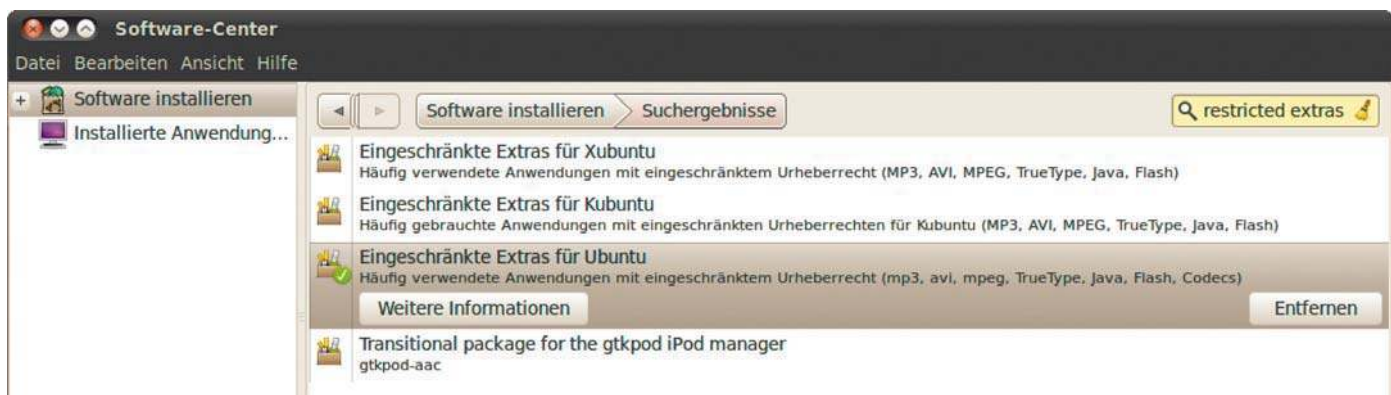 Software-Center
Datei Bearbeiten Ansicht Hilfe
Software installieren
Installierte Anwendung...
Software installieren Suchergebnisse
restricted extras
Eingeschränkte Extras für Xubuntu
Häufig verwendete Anwendungen mit eingeschränktem Urheberrecht (MP3, AVI, MPEG, TrueType, Java, Flash)
Eingeschränkte Extras für Kubuntu
Häufig gebrauchte Anwendungen mit eingeschränkten Urheberrechten für Kubuntu (MP3, AVI, MPEG, TrueType, Java, Flash)
Eingeschränkte Extras für Ubuntu
Häufig verwendete Anwendungen mit eingeschränktem Urheberrecht (mp3, avi, mpeg, TrueType, Java, Flash, Codecs)
Weitere Informationen
Entfernen
Transitional package for the gtkpod iPod manager
gtkpod-aac